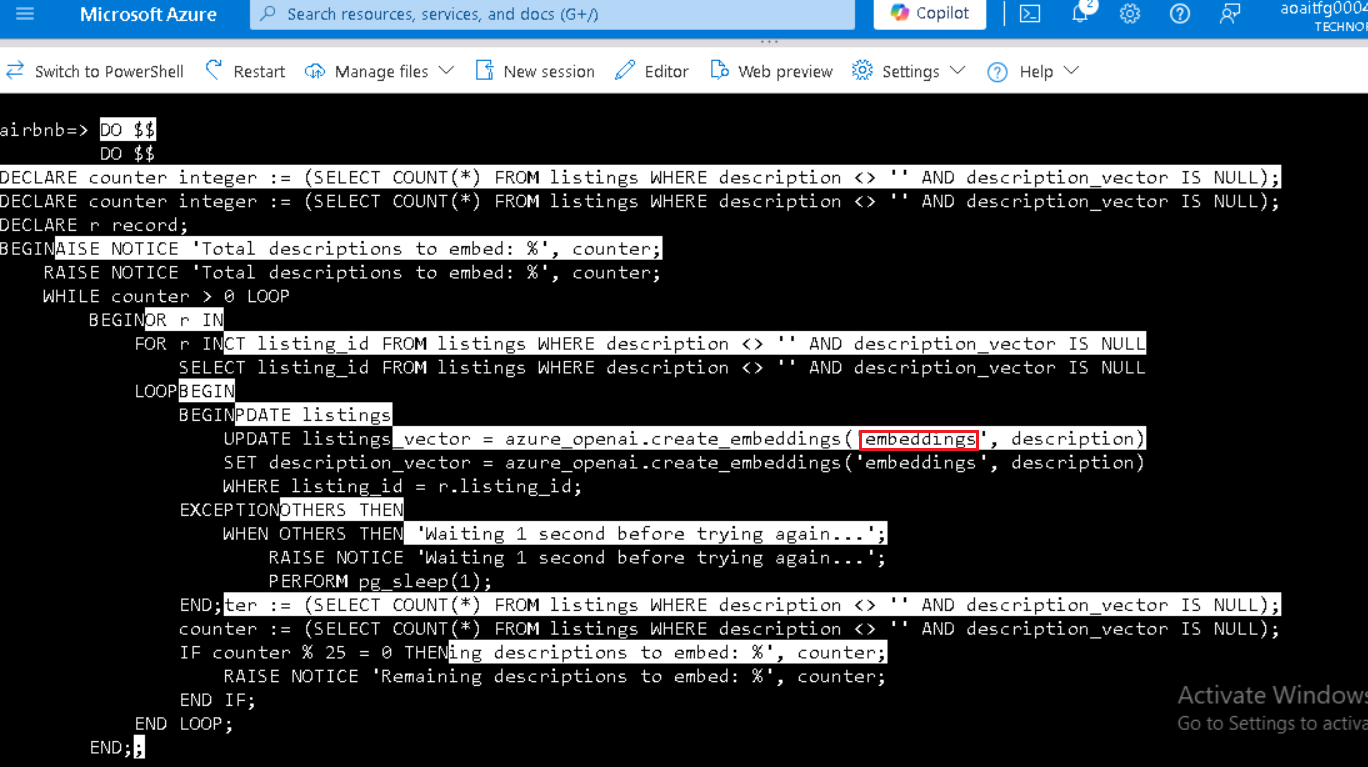 Microsoft Azure
Search resources, services, and docs (G+/)
Copilot
2
aoaitfg0004
TECHNOR
Switch to PowerShell
Restart
Manage files
New session
Editor
Web preview
Settings
Help
airbnb=> DO $$
DO $$
DECLARE counter integer := (SELECT COUNT(*) FROM listings WHERE description <> '' AND description_vector IS NULL);
DECLARE counter integer := (SELECT COUNT(*) FROM listings WHERE description <> '' AND description_vector IS NULL);
DECLARE r record;
BEGINAISE NOTICE 'Total descriptions to embed: %', counter;
RAISE NOTICE 'Total descriptions to embed: %', counter;
WHILE counter > 0 LOOP
BEGINOR r IN
FOR r INCT listing_id FROM listings WHERE description <> '' AND description_vector IS NULL
SELECT listing_id FROM listings WHERE description <> '' AND description_vector IS NULL
LOOPBEGIN
BEGINPDATE listings
UPDATE listings_vector = azure_openai.create_embeddings('embeddings', description)
SET description_vector = azure_openai.create_embeddings('embeddings', description)
WHERE listing_id = r.listing_id;
EXCEPTIONOTHERS THEN
WHEN OTHERS THEN 'Waiting 1 second before trying again...';
RAISE NOTICE 'Waiting 1 second before trying again...';
PERFORM pg_sleep(1);
END;ter := (SELECT COUNT(*) FROM listings WHERE description <> '' AND description_vector IS NULL);
counter := (SELECT COUNT(*) FROM listings WHERE description <> '' AND description_vector IS NULL);
IF counter % 25 = 0 THENing descriptions to embed: %', counter;
RAISE NOTICE 'Remaining descriptions to embed: %', counter;
END IF;
END LOOP;
END;;
Activate Windows
Go to Settings to activa